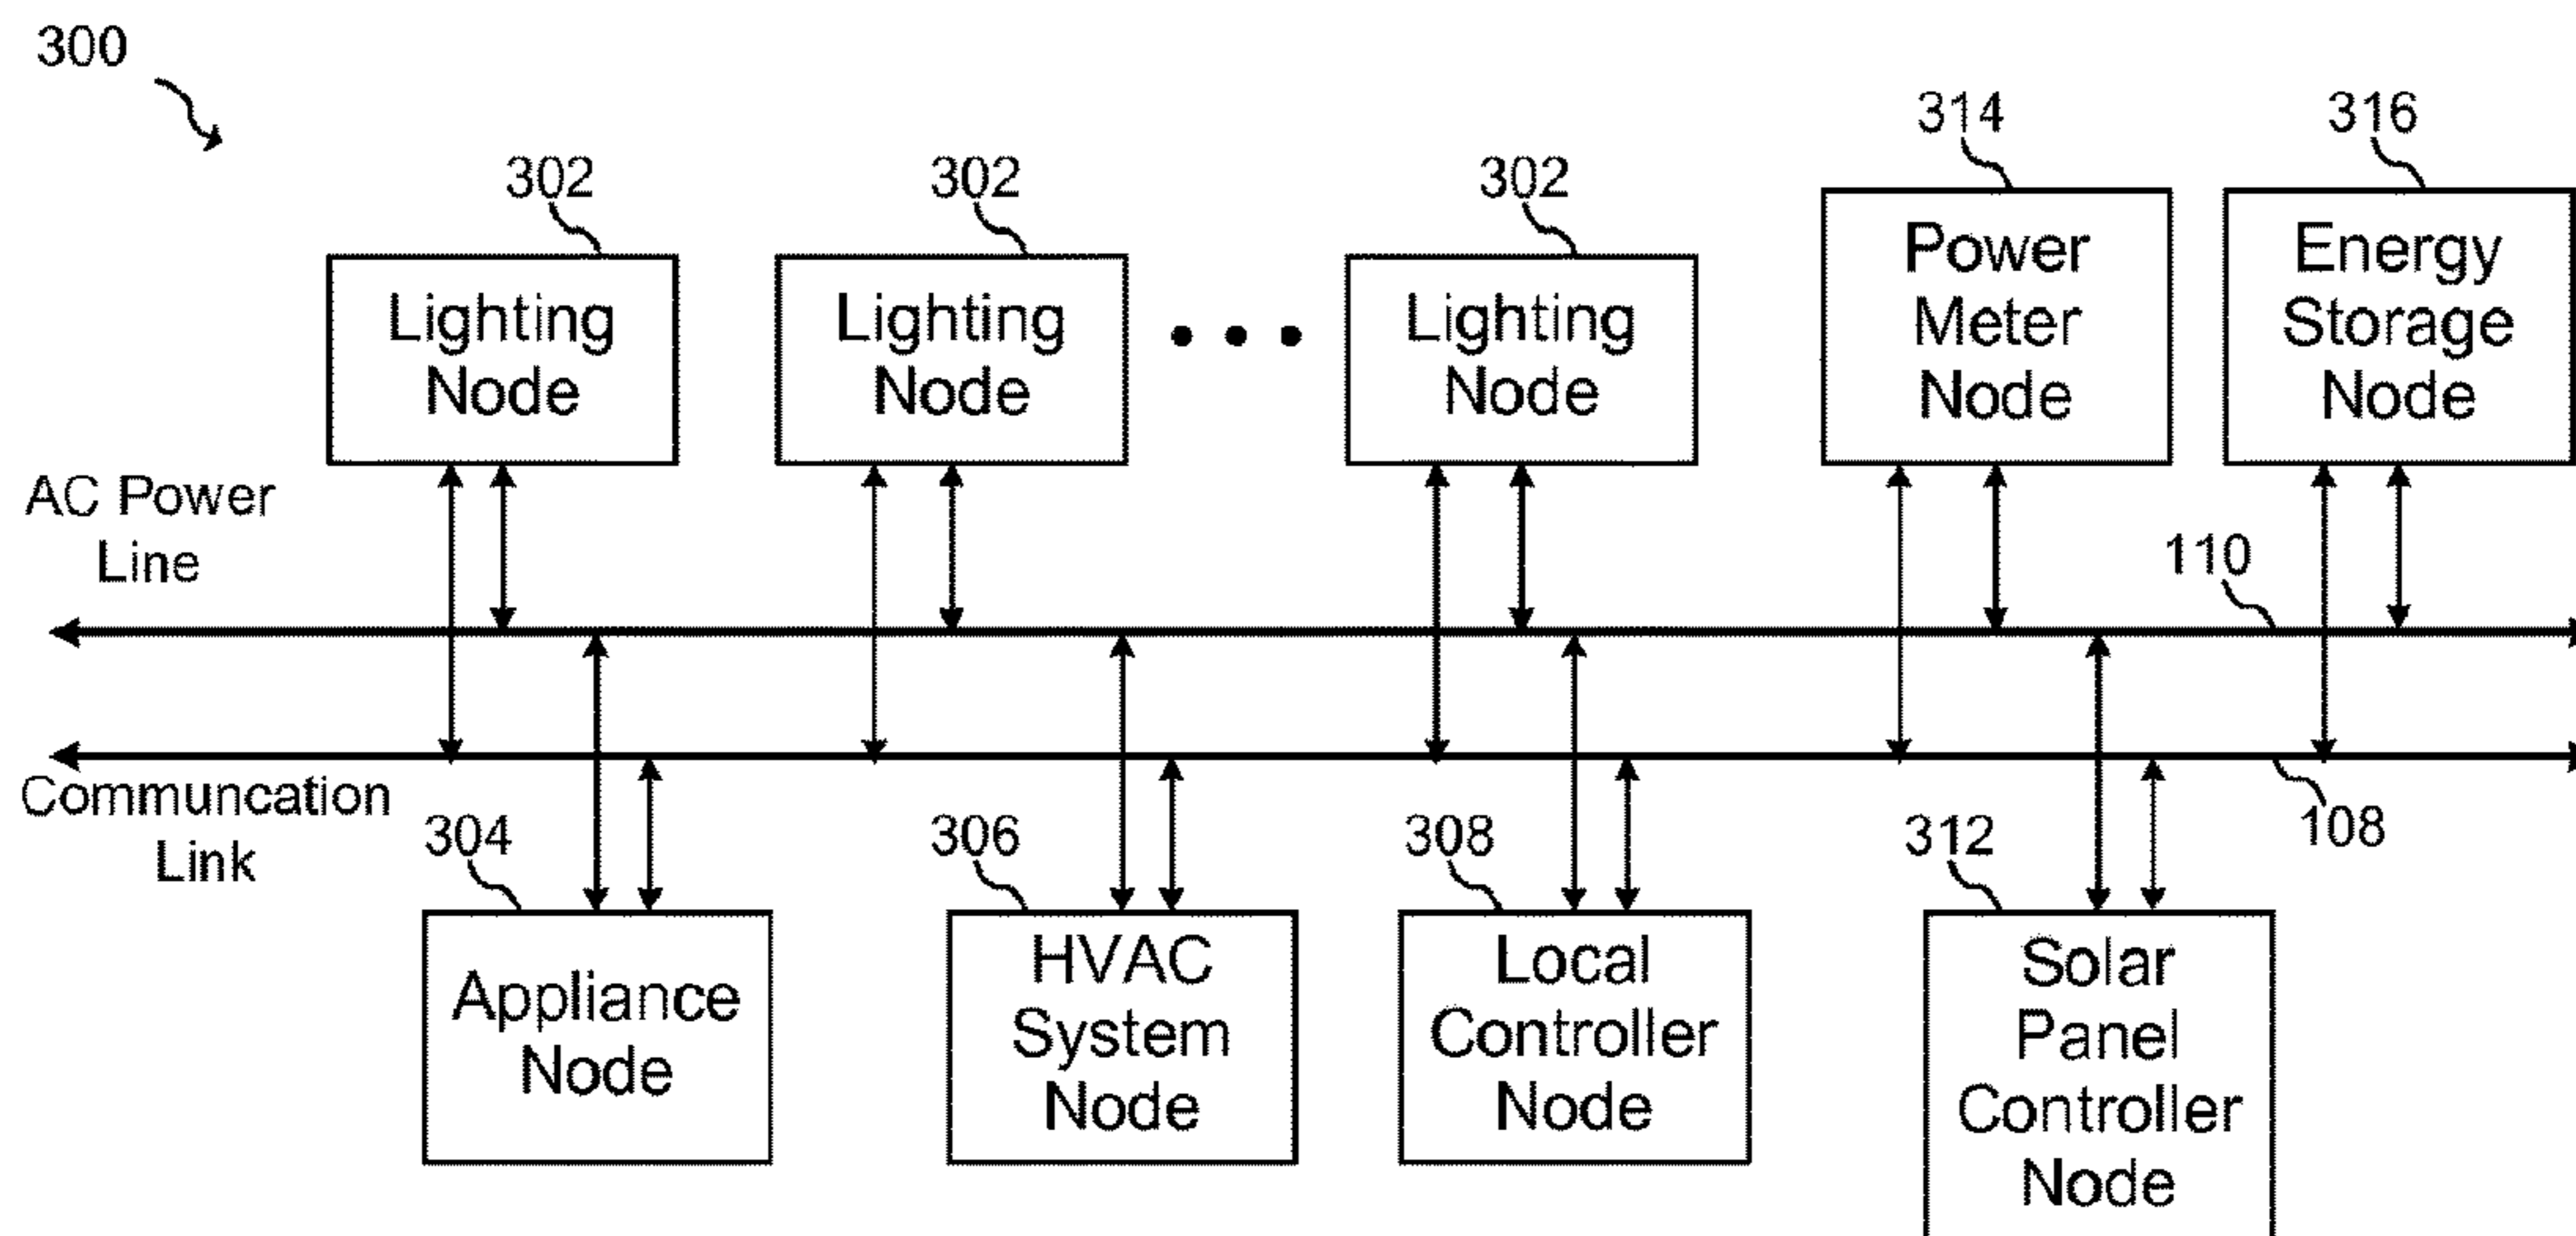 300
302
302
302
314
316
Lighting
Node
Lighting
Node
Lighting
Node
Power
Meter
Node
Energy
Storage
Node
AC Power
Line
110
Communcation
Link
108
304
306
308
312
Appliance
Node
HVAC
System
Node
Local
Controller
Node
Solar
Panel
Controller
Node